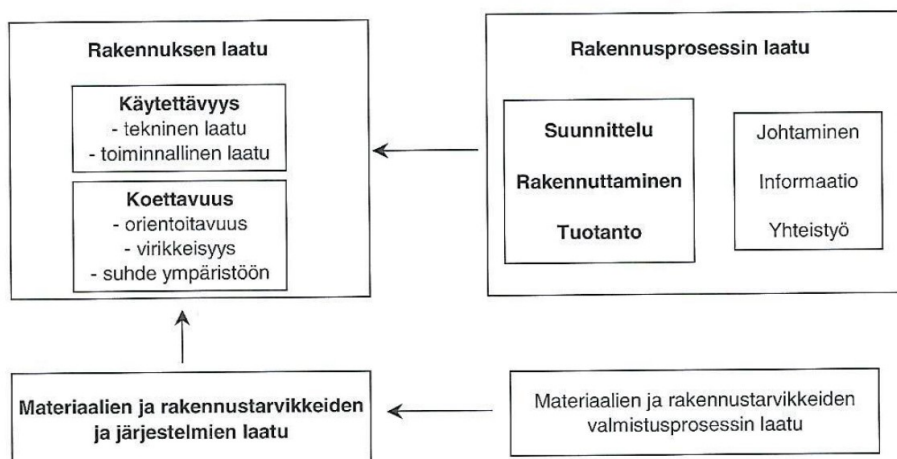 Rakennuksen laatu
Käytettävyys
- tekninen laatu
- toiminnallinen laatu
Koettavuus
- orientoitavuus
- virikkeisyys
- suhde ympäristöön
Rakennusprosessin laatu
Suunnittelu
Rakennuttaminen
Tuotanto
Johtaminen
Informaatio
Yhteistyö
Materiaalien ja rakennustarvikkeiden
ja järjestelmien laatu
Materiaalien ja rakennustarvikkeiden
valmistusprosessin laatu